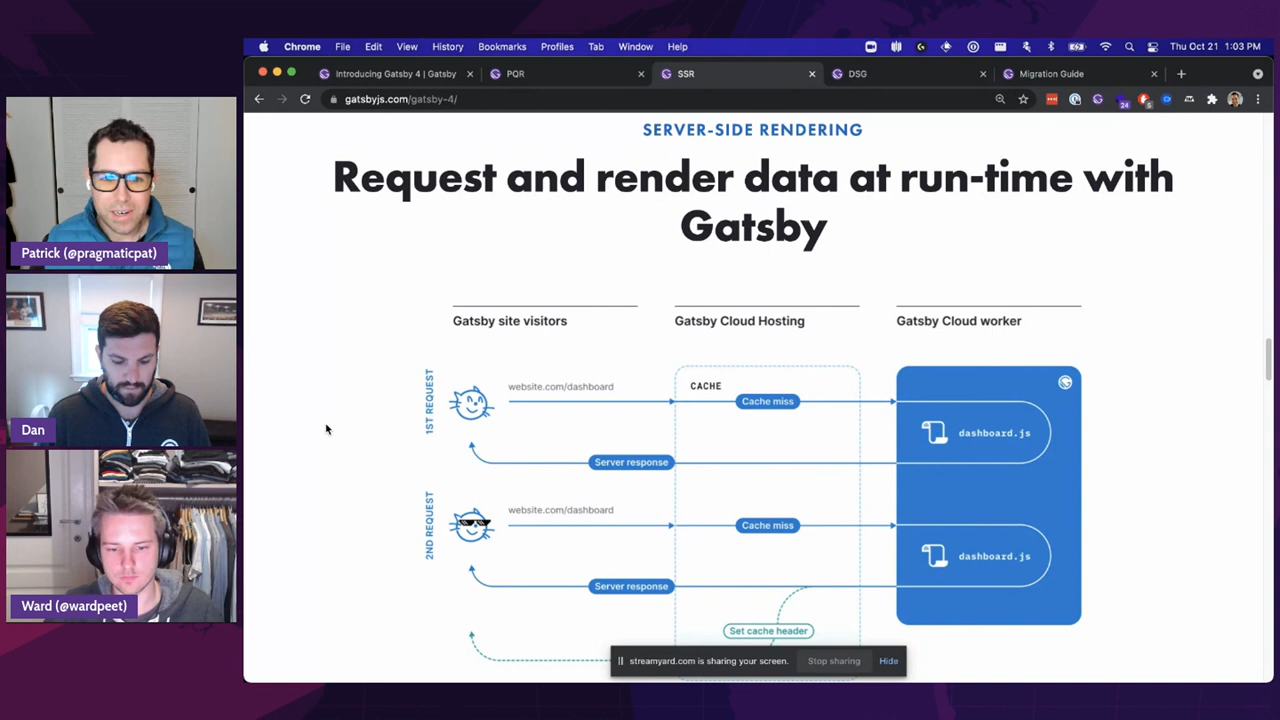 Chrome File Edit View History Bookmarks Profiles Tab Window Help Thu Oct 21 1:03 PM
Introducing Gatsby 4 | Gatsby PQR SSR DSG Migration Guide
gatsbyjs.com/gatsby-4/
24 5
SERVER-SIDE RENDERING
Request and render data at run-time with
Gatsby
Gatsby site visitors Gatsby Cloud Hosting Gatsby Cloud worker
1ST REQUEST
website.com/dashboard
CACHE
Cache miss
dashboard.js
Server response
2ND REQUEST
website.com/dashboard
Cache miss
dashboard.js
Server response
Set cache header
streamyard.com is sharing your screen. Stop sharing Hide
Patrick (@pragmaticpat)
Dan
Ward (@wardpeet)